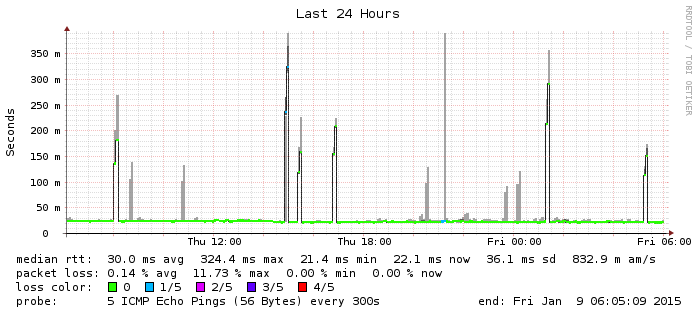 Last 24 Hours
RRDTOOL / TOBI OETIKER
Seconds
350 m
300 m
250 m
200 m
150 m
100 m
50 m
0
Thu 12:00 Thu 18:00 Fri 00:00 Fri 06:00
median rtt: 30.0 ms avg 324.4 ms max 21.4 ms min 22.1 ms now 36.1 ms sd 832.9 m am/s
packet loss: 0.14 % avg 11.73 % max 0.00 % min 0.00 % now
loss color: 0 1/5 2/5 3/5 4/5
probe: 5 ICMP Echo Pings (56 Bytes) every 300s end: Fri Jan 9 06:05:09 2015